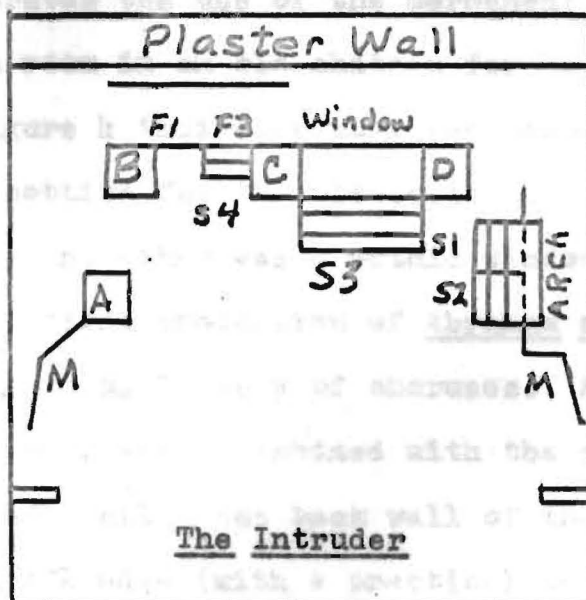 Plaster Wall
F1 F3 Window
B C D
S4
S1
S3
S2
ARCH
A
M M
The Intruder